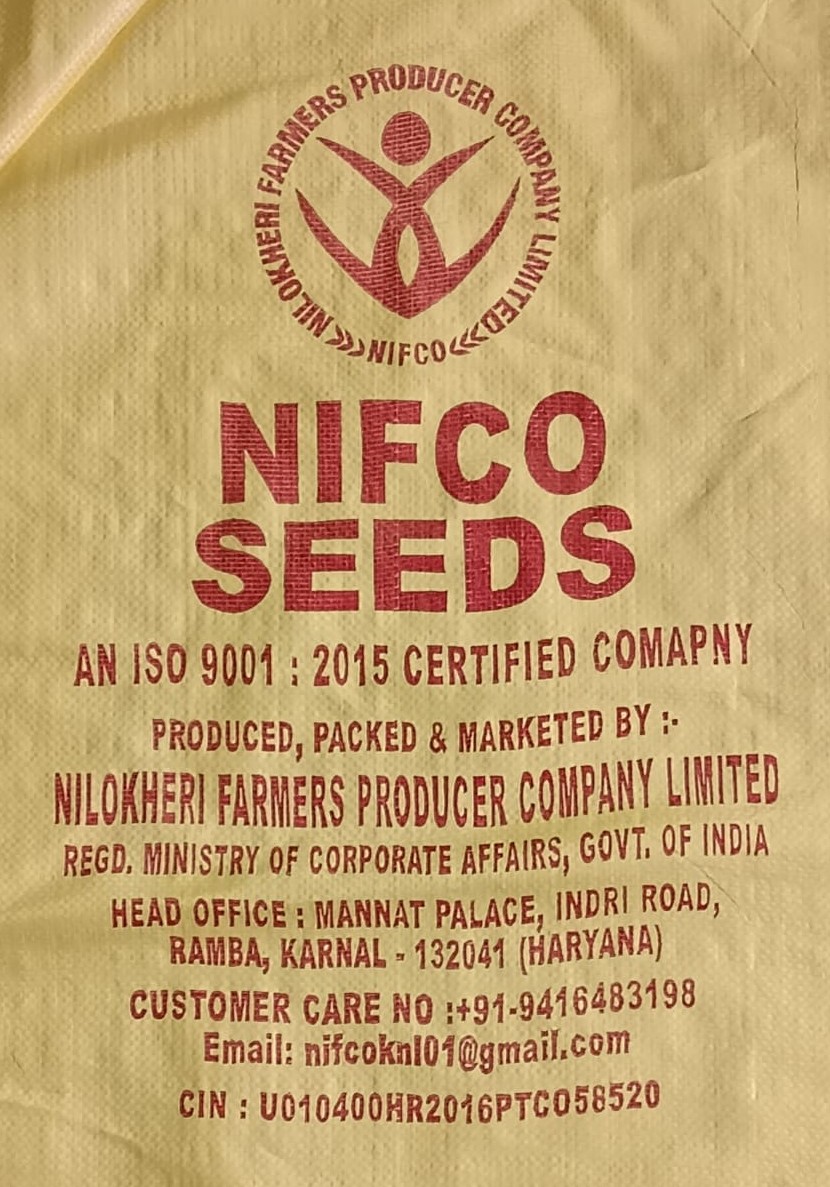 NILOKHERI FARMERS PRODUCER COMPANY LIMITED
NIFCO
NIFCO
SEEDS
AN ISO 9001 : 2015 CERTIFIED COMAPNY
PRODUCED, PACKED & MARKETED BY :-
NILOKHERI FARMERS PRODUCER COMPANY LIMITED
REGD. MINISTRY OF CORPORATE AFFAIRS, GOVT. OF INDIA
HEAD OFFICE : MANNAT PALACE, INDRI ROAD,
RAMBA, KARNAL - 132041 (HARYANA)
CUSTOMER CARE NO :+91-9416483198
Email: nifcoknl01@gmail.com
CIN : U010400HR2016PTC058520